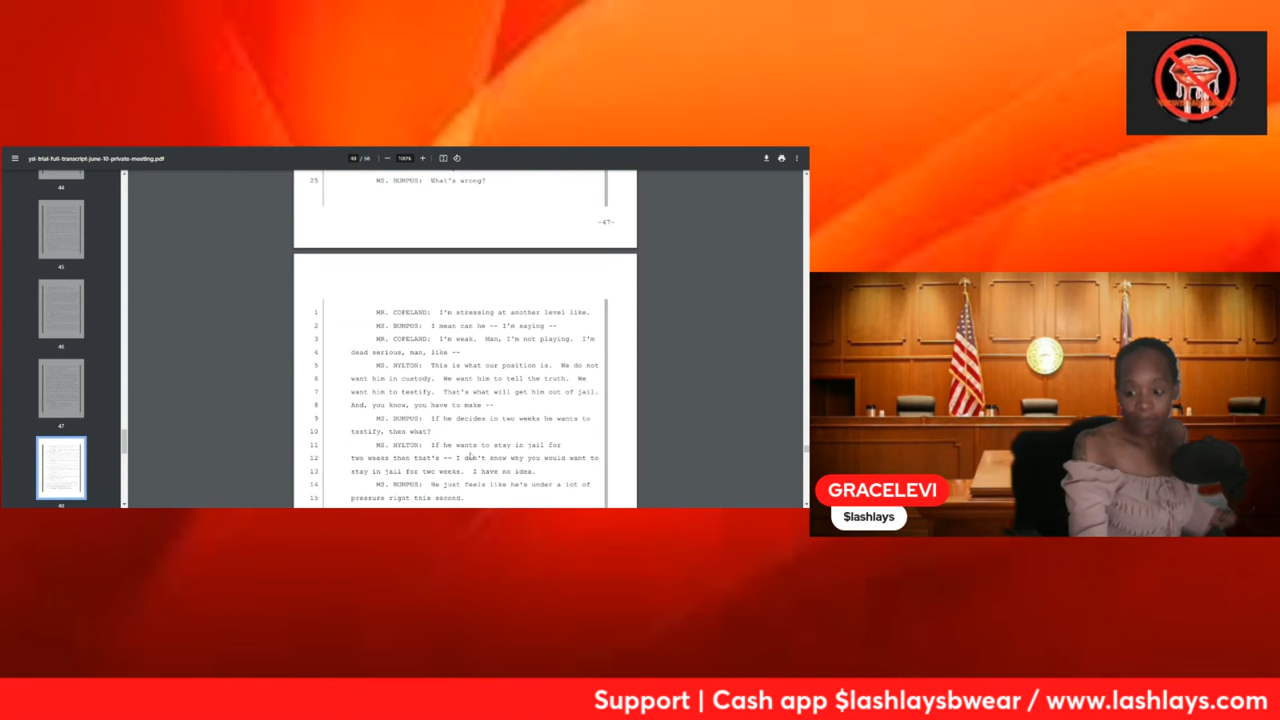 ysl-trial-full-transcript-june-10-private-meeting.pdf
48 / 56
100%
44
45
46
47
48
25 MS. BUMPUS: What's wrong?
-47-
1 MR. COPELAND: I'm stressing at another level like.
2 MS. BUMPUS: I mean can he -- I'm saying --
3 MR. COPELAND: I'm weak. Man, I'm not playing. I'm
4 dead serious, man, like --
5 MS. HYLTON: This is what our position is. We do not
6 want him in custody. We want him to tell the truth. We
7 want him to testify. That's what will get him out of jail.
8 And, you know, you have to make --
9 MS. BUMPUS: If he decides in two weeks he wants to
10 testify, then what?
11 MS. HYLTON: If he wants to stay in jail for
12 two weeks then that's -- I don't know why you would want to
13 stay in jail for two weeks. I have no idea.
14 MS. BUMPUS: He just feels like he's under a lot of
15 pressure right this second.
GRACELEVI
$lashlays
Support | Cash app $lashlaysbwear / www.lashlays.com